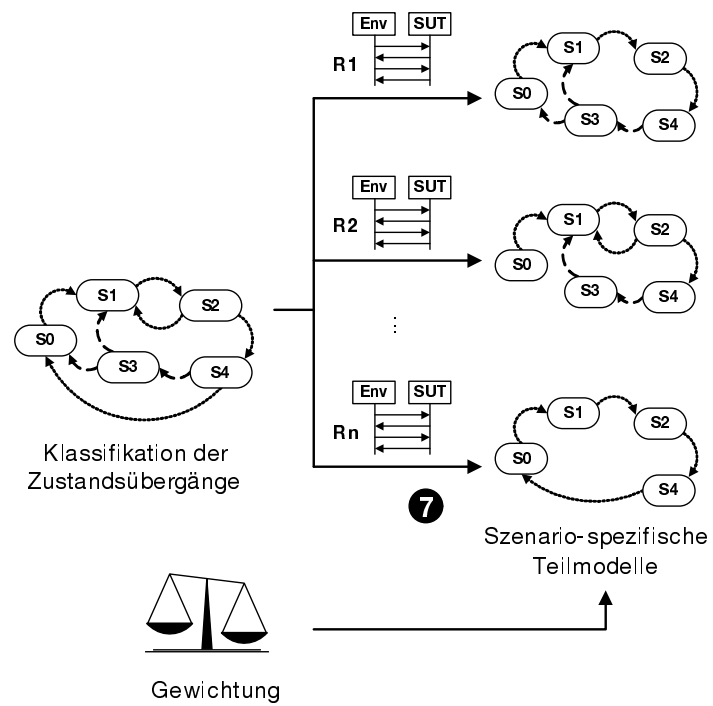 Env SUT
R1
S1
S2
S0
S3
S4
Env SUT
R2
S1
S2
S0
S3
S4
S1
S2
S0
S3
S4
Klassifikation der
Zustandsübergänge
...
Env SUT
Rn
S1
S2
S0
S4
7
Szenario-spezifische
Teilmodelle
Gewichtung